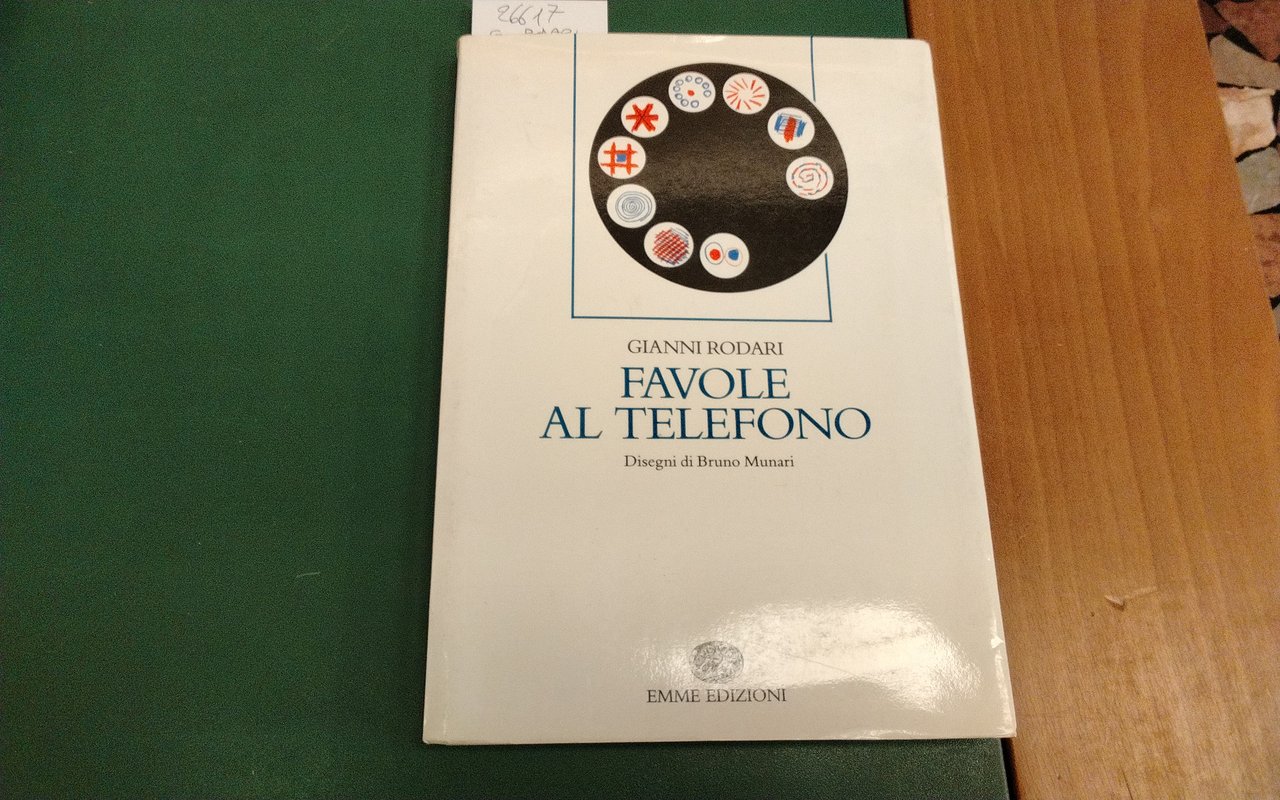 26617
GIANNI RODARI
FAVOLE
AL TELEFONO
Disegni di Bruno Munari
EMME EDIZIONI